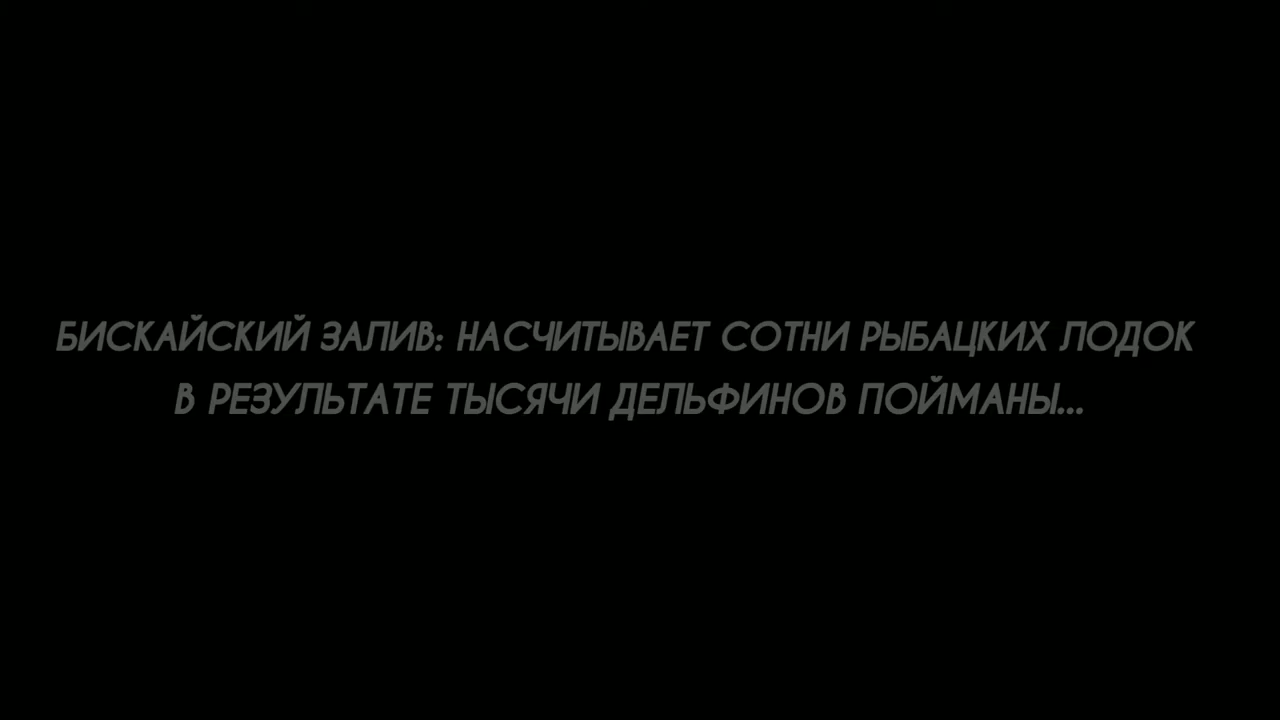 БИСКАЙСКИЙ ЗАЛИВ: НАСЧИТЫВАЕТ СОТНИ РЫБАЦКИХ ЛОДОК
В РЕЗУЛЬТАТЕ ТЫСЯЧИ ДЕЛЬФИНОВ ПОЙМАНЫ...